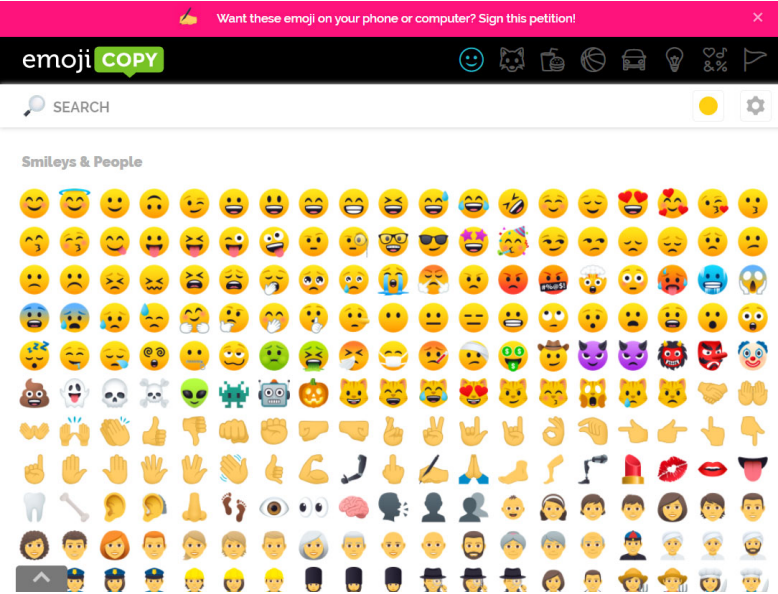 Want these emoji on your phone or computer? Sign this petition!
emoji COPY
SEARCH
Smileys & People